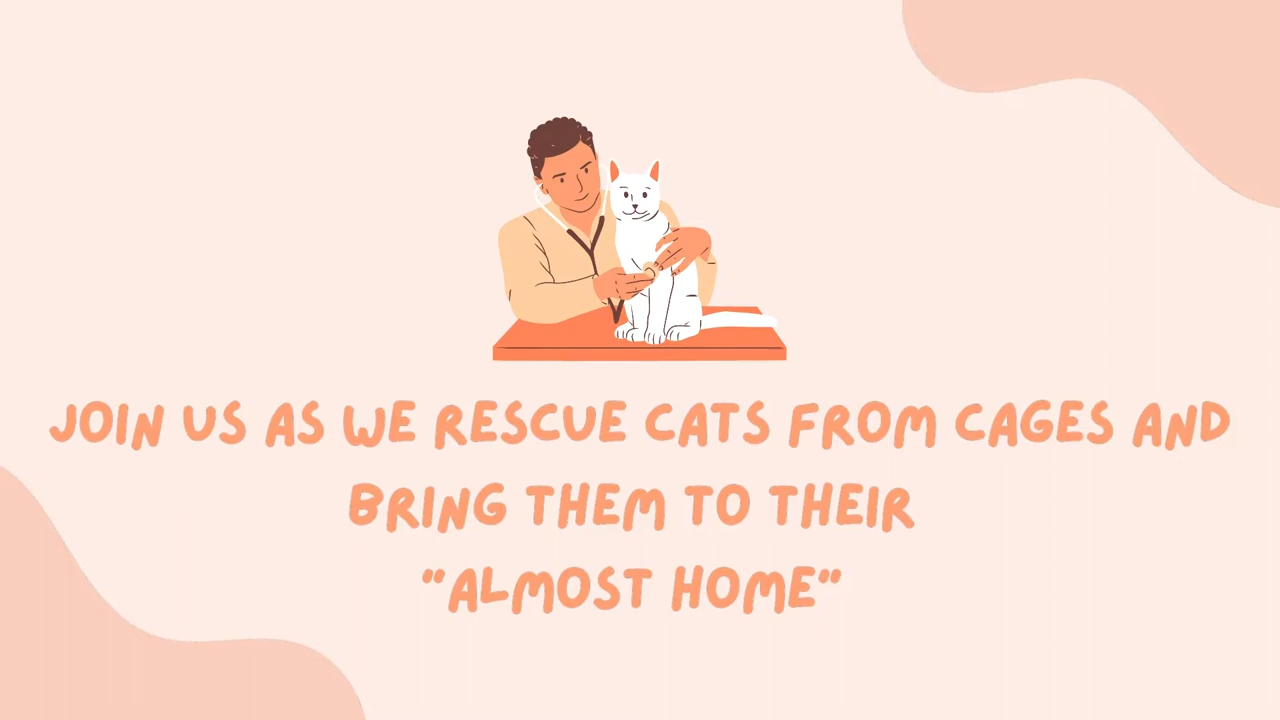 JOIN US AS WE RESCUE CATS FROM CAGES AND
BRING THEM TO THEIR
"ALMOST HOME"